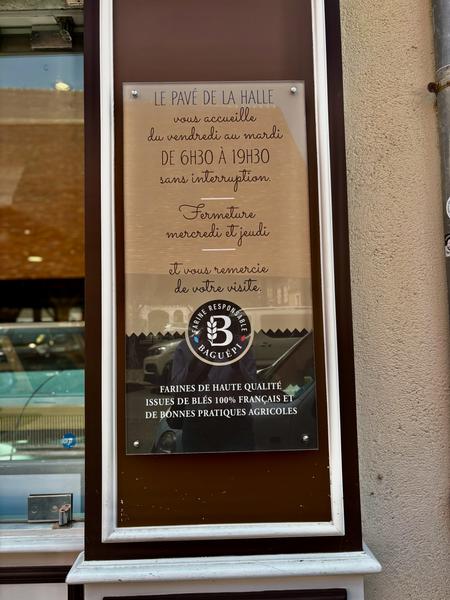 LE PAVÉ DE LA HALLE
vous accueille
du vendredi au mardi
DE 6H30 À 19H30
sans interruption.
Fermeture
mercredi et jeudi
et vous remercie
de votre visite.
FARINE RESPONSABLE
B
BAGUÉPI
FARINES DE HAUTE QUALITÉ
ISSUES DE BLÉS 100% FRANÇAIS ET
DE BONNES PRATIQUES AGRICOLES